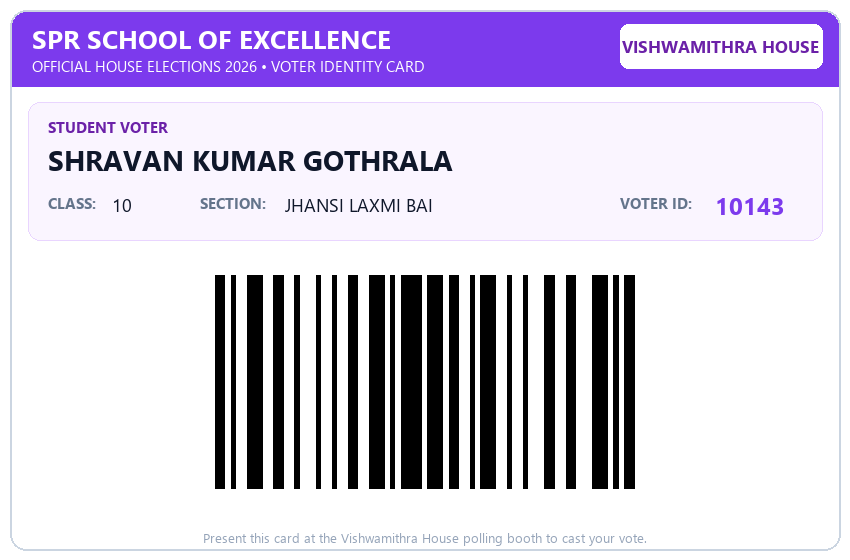 SPR SCHOOL OF EXCELLENCE
OFFICIAL HOUSE ELECTIONS 2026 • VOTER IDENTITY CARD
VISHWAMITHRA HOUSE
STUDENT VOTER
SHRAVAN KUMAR GOTHRALA
CLASS: 10 SECTION: JHANSI LAXMI BAI VOTER ID: 10143
Present this card at the Vishwamithra House polling booth to cast your vote.